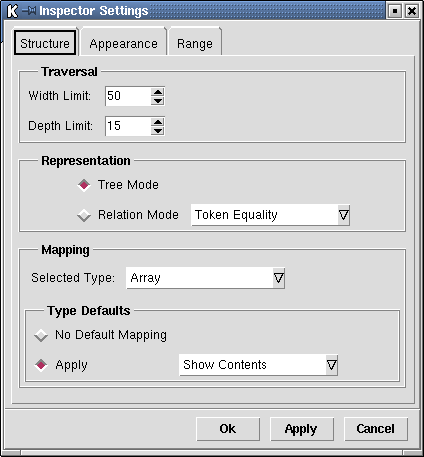 K Inspector Settings
Structure Appearance Range
Traversal
Width Limit: 50
Depth Limit: 15
Representation
Tree Mode
Relation Mode Token Equality
Mapping
Selected Type: Array
Type Defaults
No Default Mapping
Apply Show Contents
Ok Apply Cancel